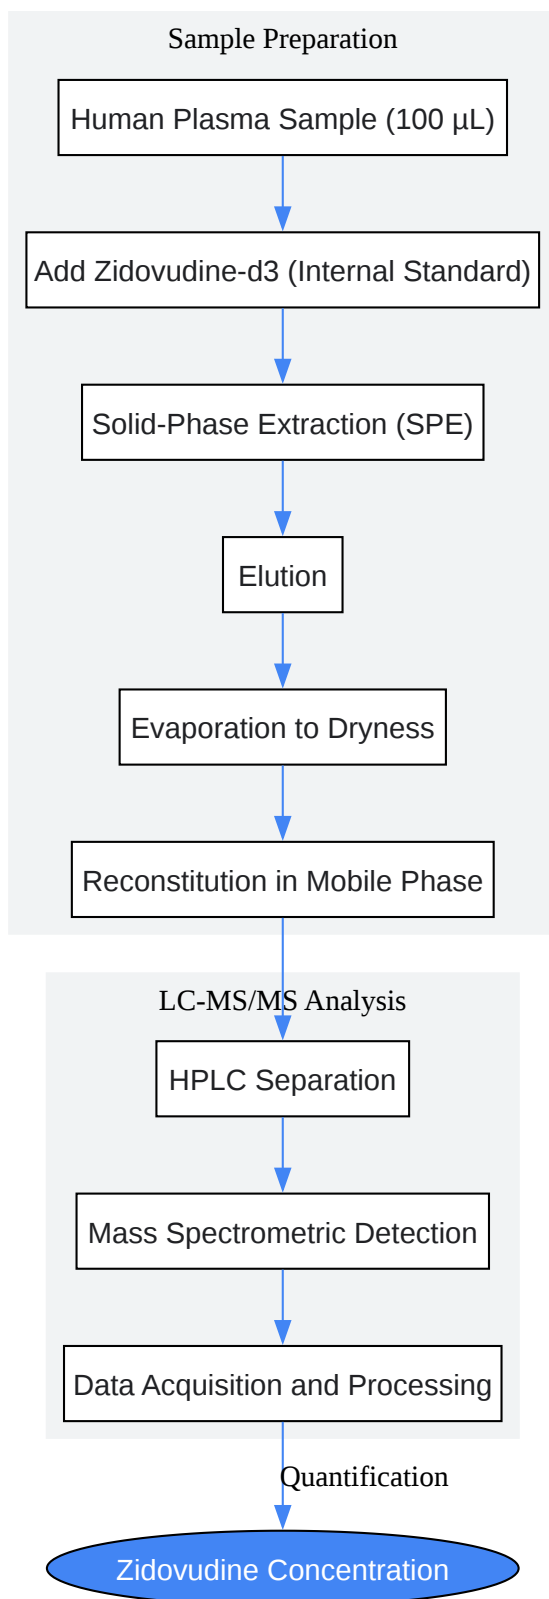 Sample Preparation
Human Plasma Sample (100 µL)
Add Zidovudine-d3 (Internal Standard)
Solid-Phase Extraction (SPE)
Elution
Evaporation to Dryness
Reconstitution in Mobile Phase
LC-MS/MS Analysis
HPLC Separation
Mass Spectrometric Detection
Data Acquisition and Processing
Quantification
Zidovudine Concentration